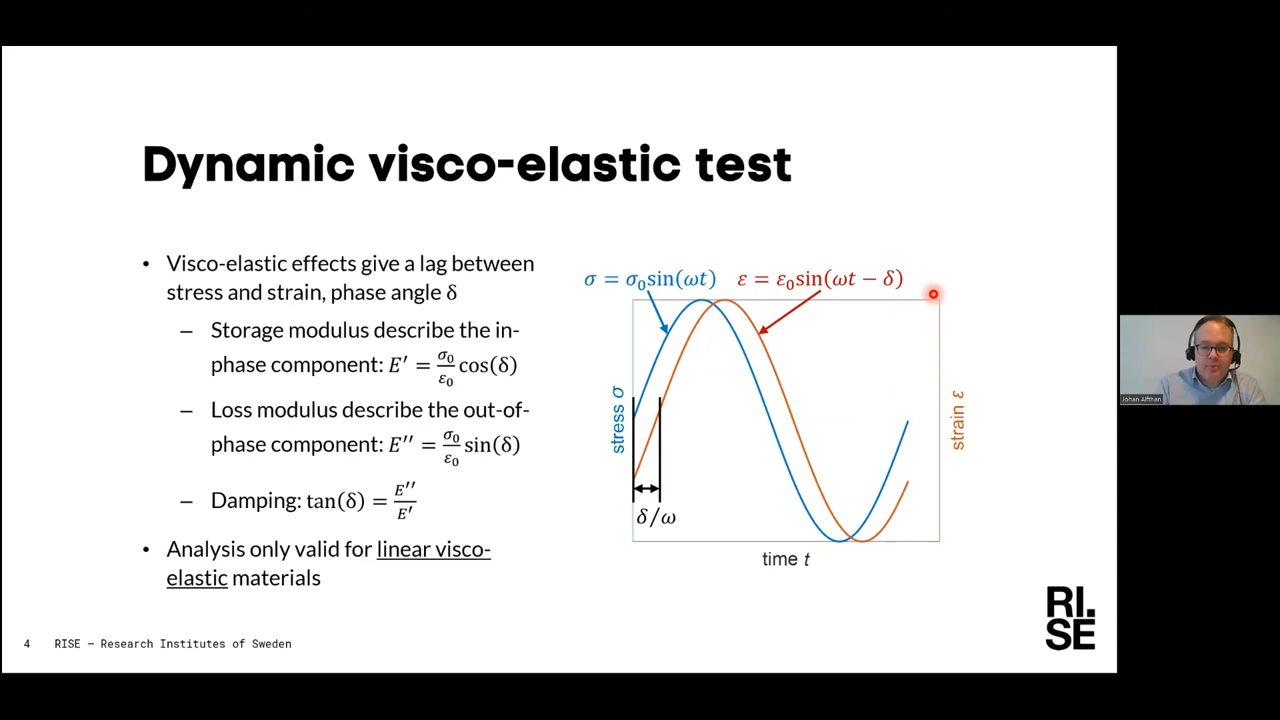 Dynamic visco-elastic test
• Visco-elastic effects give a lag between
stress and strain, phase angle δ
– Storage modulus describe the in-
phase component: E′ = σ₀/ε₀ cos(δ)
– Loss modulus describe the out-of-
phase component: E′′ = σ₀/ε₀ sin(δ)
– Damping: tan(δ) = E′′/E′
• Analysis only valid for linear visco-
elastic materials
σ = σ₀sin(ωt)
ε = ε₀sin(ωt − δ)
stress σ
strain ε
δ/ω
time t
4
RISE — Research Institutes of Sweden
RI.
SE
Johan Alfthan